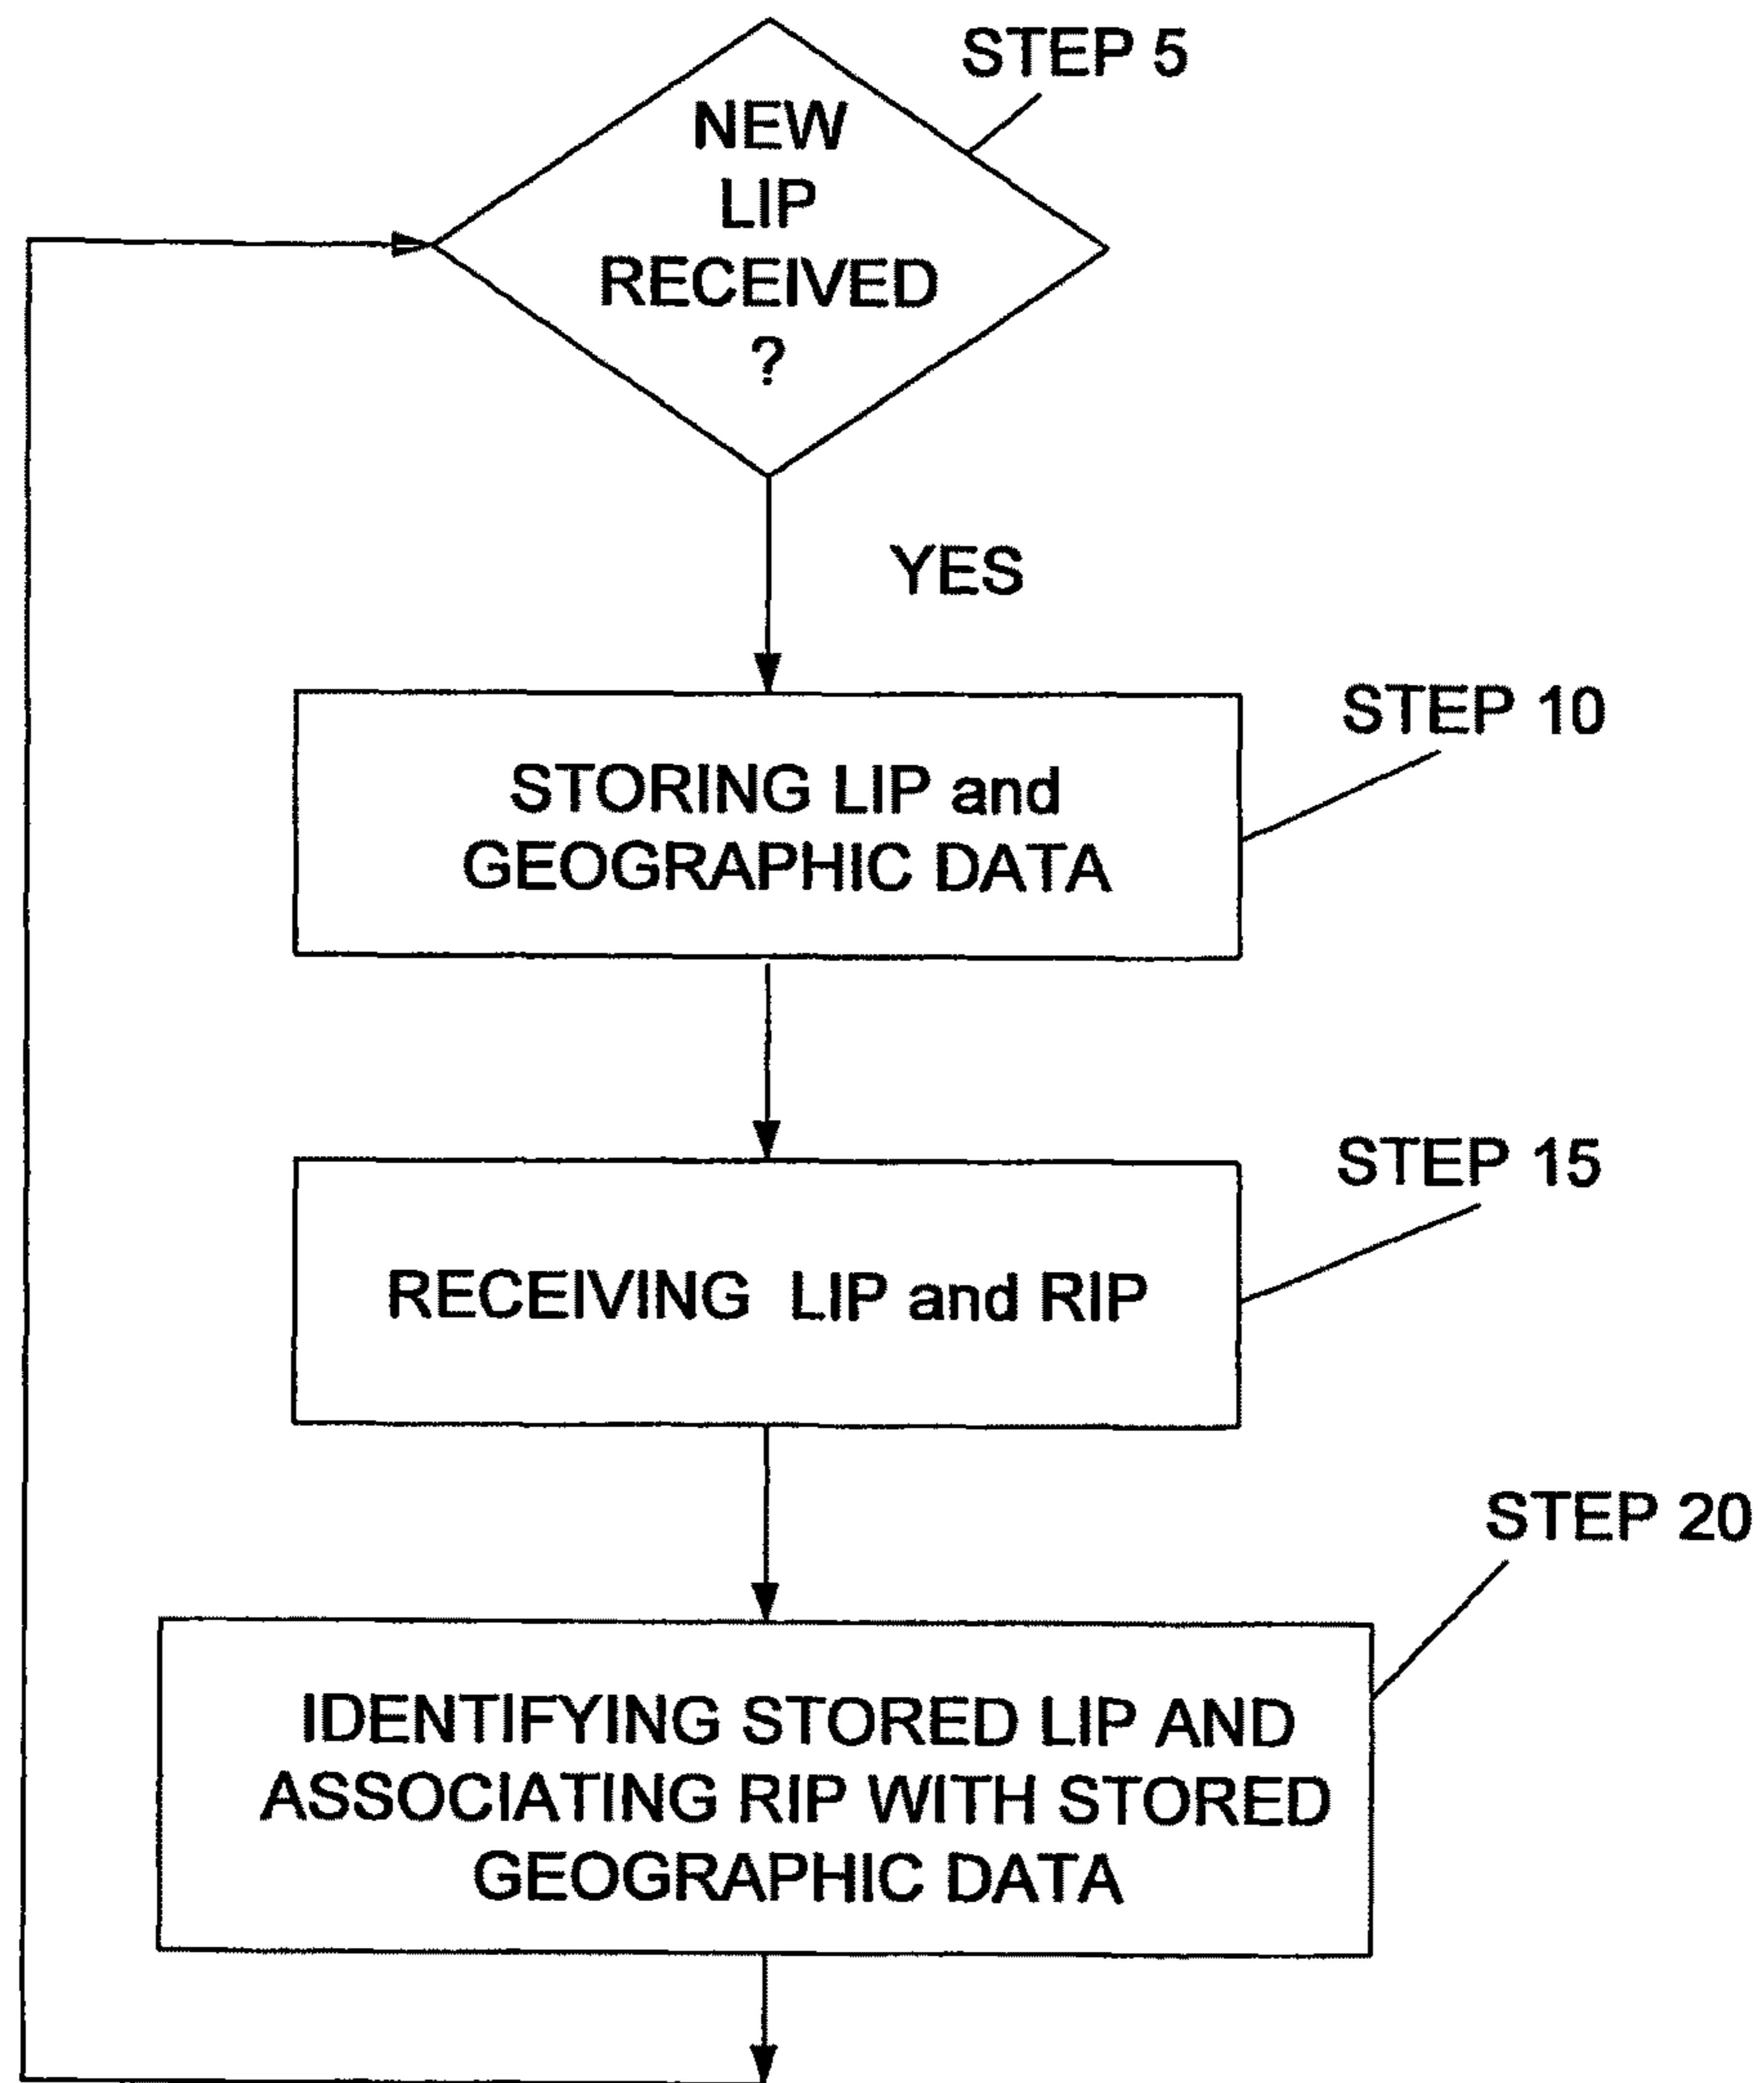 STEP 5
NEW
LIP
RECEIVED
?
YES
STEP 10
STORING LIP and
GEOGRAPHIC DATA
STEP 15
RECEIVING LIP and RIP
STEP 20
IDENTIFYING STORED LIP AND
ASSOCIATING RIP WITH STORED
GEOGRAPHIC DATA